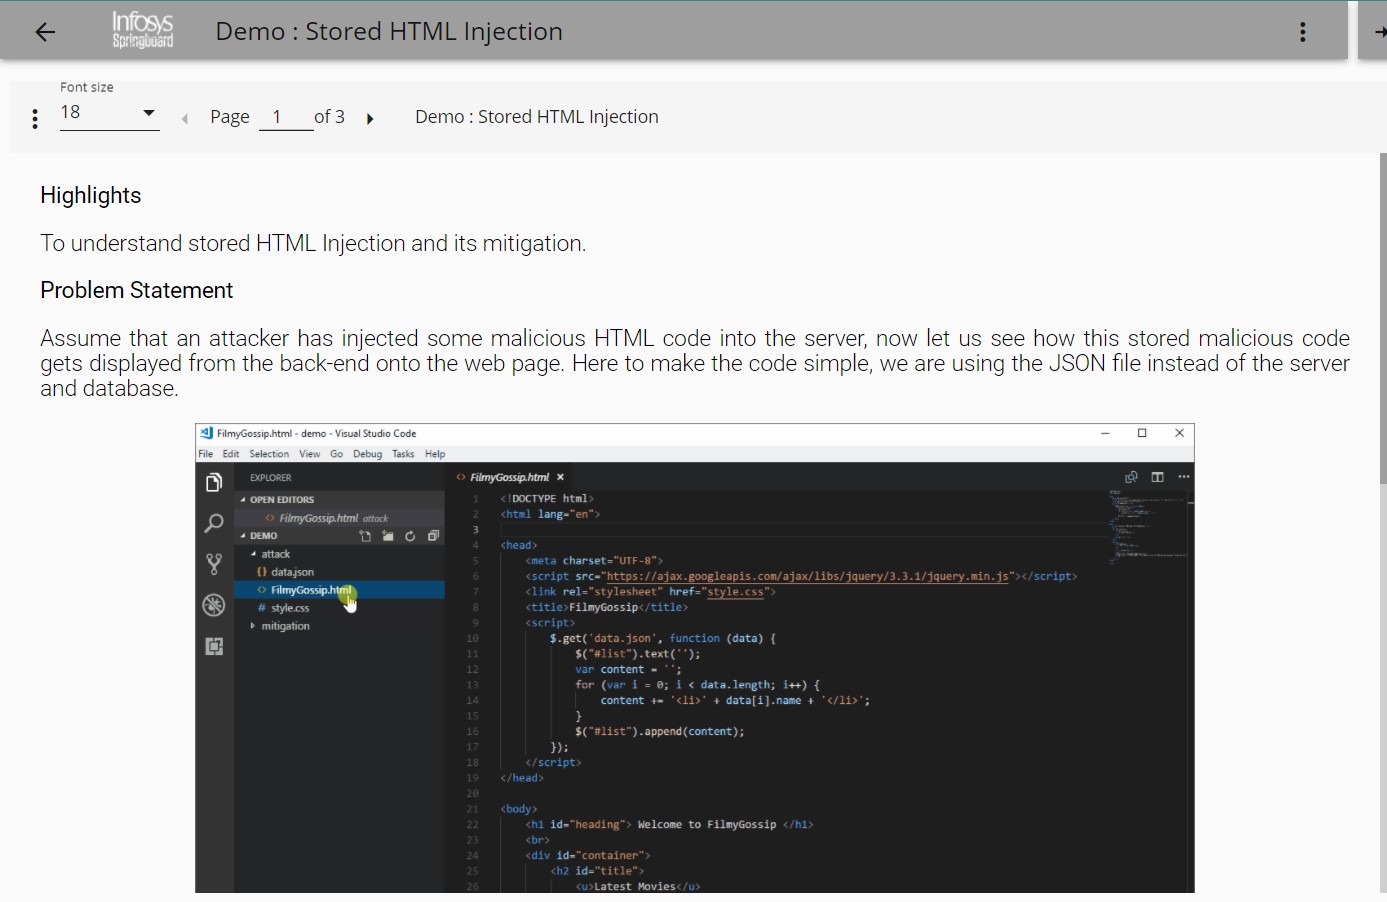 Infosys
Springboard
Demo : Stored HTML Injection
Font size
18
Page 1 of 3
Demo : Stored HTML Injection
Highlights
To understand stored HTML Injection and its mitigation.
Problem Statement
Assume that an attacker has injected some malicious HTML code into the server, now let us see how this stored malicious code
gets displayed from the back-end onto the web page. Here to make the code simple, we are using the JSON file instead of the server
and database.
FilmyGossip.html - demo - Visual Studio Code
File Edit Selection View Go Debug Tasks Help
EXPLORER
OPEN EDITORS
FilmyGossip.html attack
DEMO
attack
{} data.json
<> FilmyGossip.html
# style.css
mitigation
<> FilmyGossip.html ×
1 <!DOCTYPE html>
2 <html lang="en">
3
4 <head>
5 <meta charset="UTF-8">
6 <script src="https://ajax.googleapis.com/ajax/libs/jquery/3.3.1/jquery.min.js"></script>
7 <link rel="stylesheet" href="style.css">
8 <title>FilmyGossip</title>
9 <script>
10 $.get('data.json', function (data) {
11 $("#list").text('');
12 var content = '';
13 for (var i = 0; i < data.length; i++) {
14 content += '<li>' + data[i].name + '</li>';
15 }
16 $("#list").append(content);
17 });
18 </script>
19 </head>
20
21 <body>
22 <h1 id="heading"> Welcome to FilmyGossip </h1>
23 <br>
24 <div id="container">
25 <h2 id="title">
26 <u>Latest Movies</u>